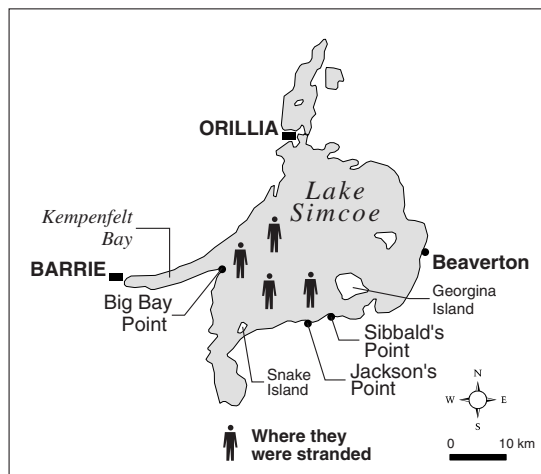 ORILLIA
Lake
Simcoe
Kempenfelt
Bay
BARRIE
Big Bay
Point
Beaverton
Georgina
Island
Sibbald's
Point
Snake
Island
Jackson's
Point
N
W E
S
Where they
were stranded
0 10 km